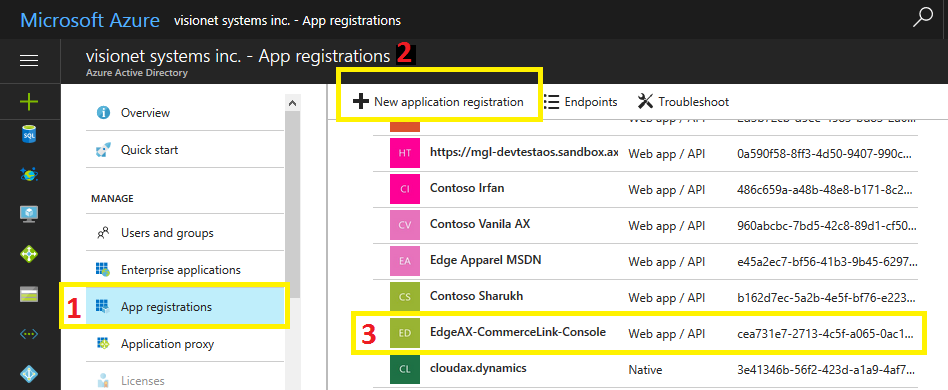 Microsoft Azure visionet systems inc. - App registrations
visionet systems inc. - App registrations 2
Azure Active Directory
Overview
Quick start
MANAGE
Users and groups
Enterprise applications
1 App registrations
Application proxy
Licenses
New application registration Endpoints Troubleshoot
Web app / API
HT https://mgl-devtestaos.sandbox.ax Web app / API 0a590f58-8ff3-4d50-9407-990c...
CI Contoso Irfan Web app / API 486c659a-a48b-48e8-b171-8c2...
CV Contoso Vanila AX Web app / API 960abcbc-7bd5-42c8-89d1-cf50...
EA Edge Apparel MSDN Web app / API e45a2ec7-bf56-41b3-9b45-6297...
CS Contoso Sharukh Web app / API b162d7ec-5a2b-4e5f-bf76-e223...
3 ED EdgeAX-CommerceLink-Console Web app / API cea731e7-2713-4c5f-a065-0ac1...
CL cloudax.dynamics Native 3e41346b-56f2-423d-a1a9-4af7...
SQL